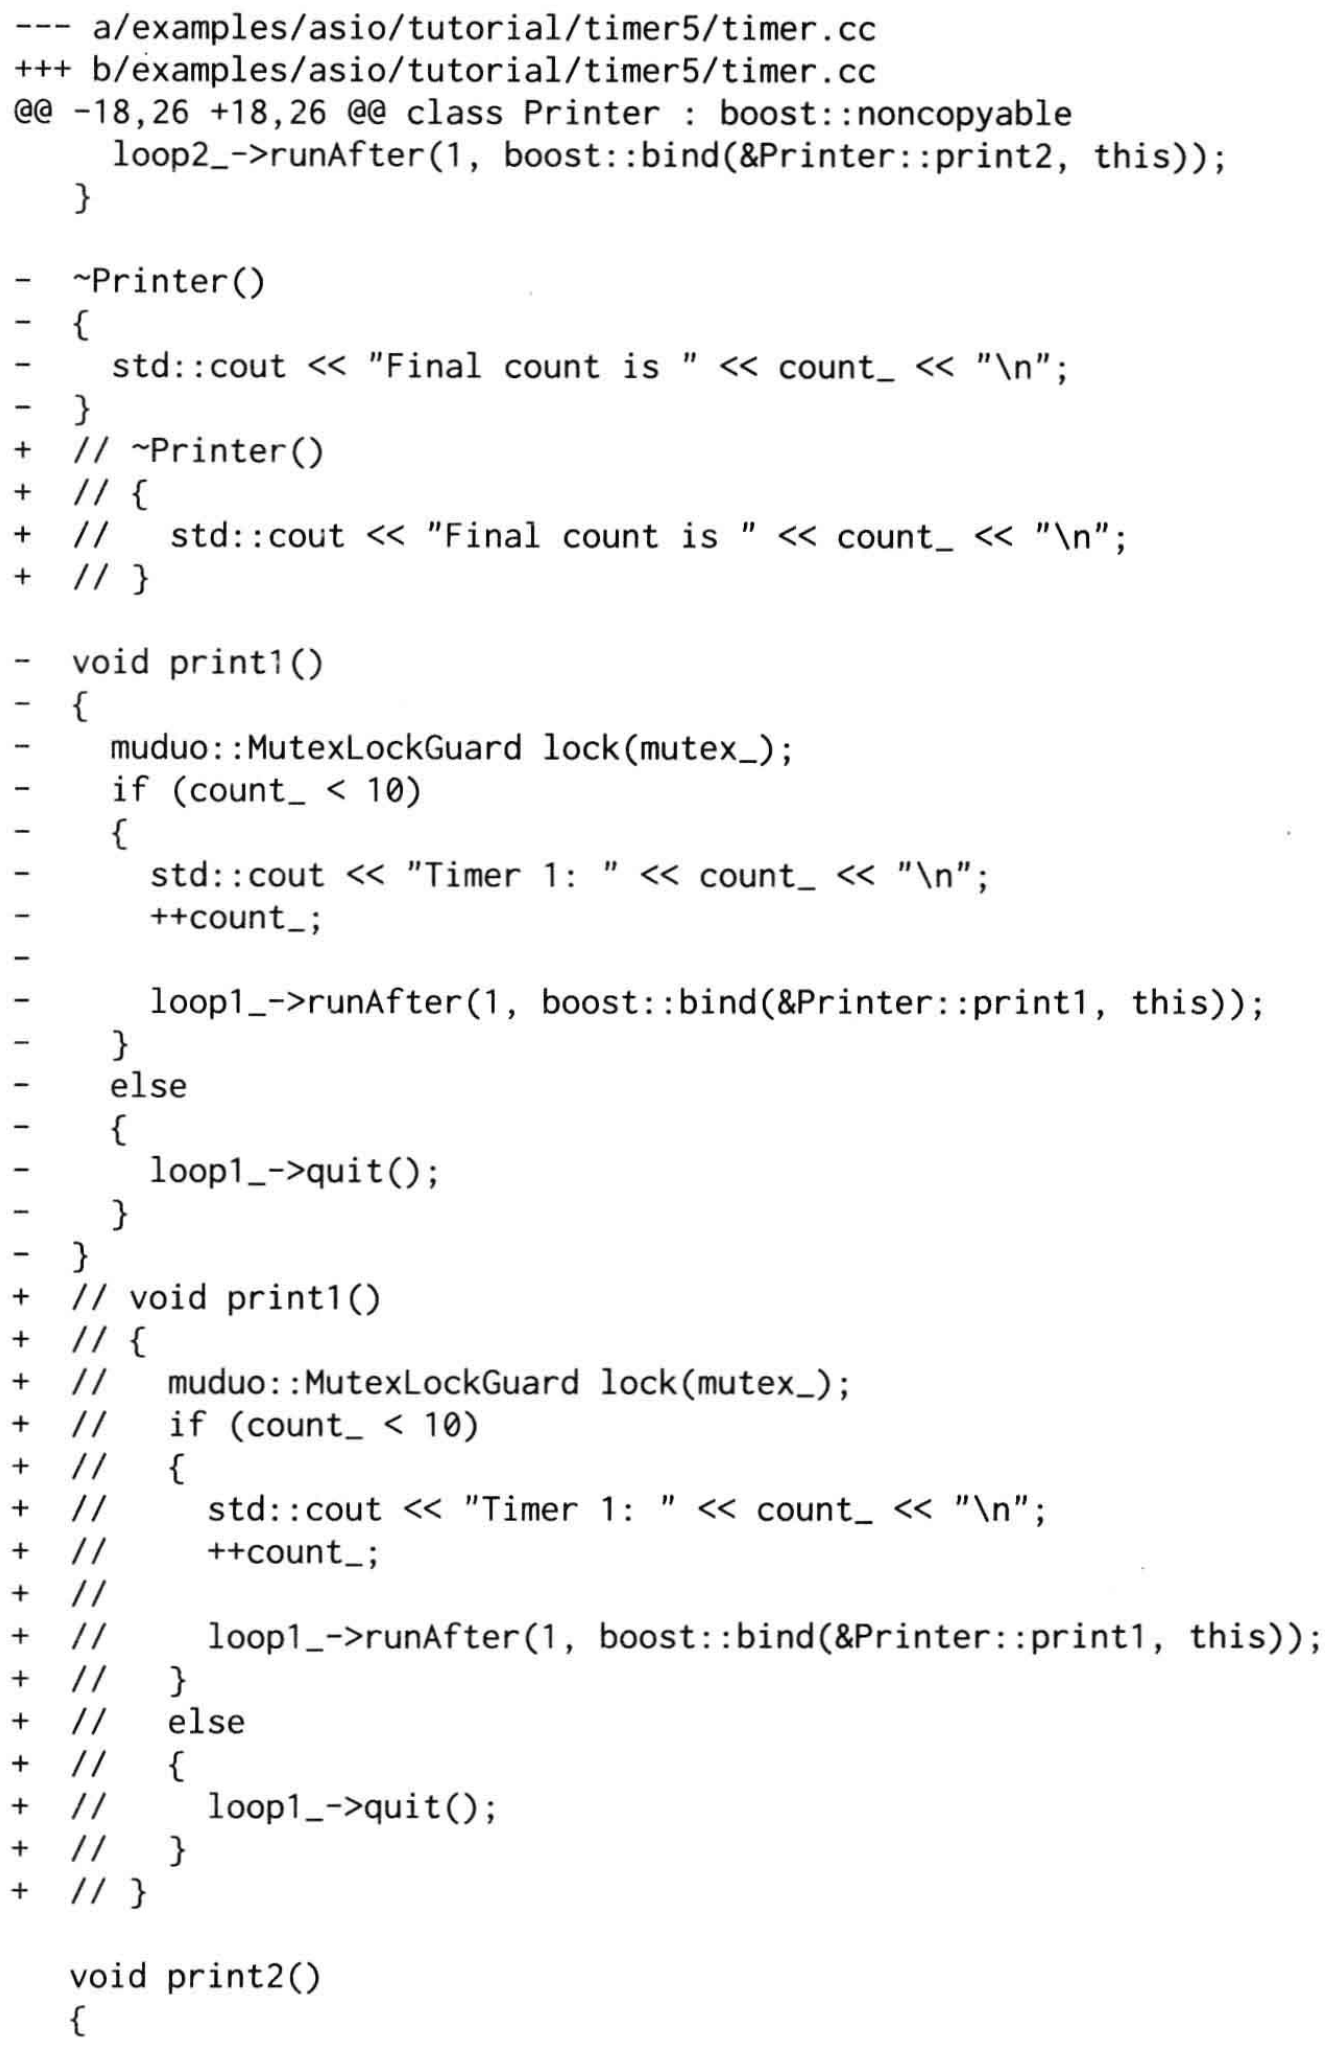 --- a/examples/asio/tutorial/timer5/timer.cc
+++ b/examples/asio/tutorial/timer5/timer.cc
@@ -18,26 +18,26 @@ class Printer : boost::noncopyable
     loop2_->runAfter(1, boost::bind(&Printer::print2, this));
   }

-  ~Printer()
-  {
-    std::cout << "Final count is " << count_ << "\n";
-  }
+  // ~Printer()
+  // {
+  //   std::cout << "Final count is " << count_ << "\n";
+  // }

-  void print1()
-  {
-    muduo::MutexLockGuard lock(mutex_);
-    if (count_ < 10)
-    {
-      std::cout << "Timer 1: " << count_ << "\n";
-      ++count_;
-
-      loop1_->runAfter(1, boost::bind(&Printer::print1, this));
-    }
-    else
-    {
-      loop1_->quit();
-    }
-  }
+  // void print1()
+  // {
+  //   muduo::MutexLockGuard lock(mutex_);
+  //   if (count_ < 10)
+  //   {
+  //     std::cout << "Timer 1: " << count_ << "\n";
+  //     ++count_;
+  //
+  //     loop1_->runAfter(1, boost::bind(&Printer::print1, this));
+  //   }
+  //   else
+  //   {
+  //     loop1_->quit();
+  //   }
+  // }

   void print2()
   {